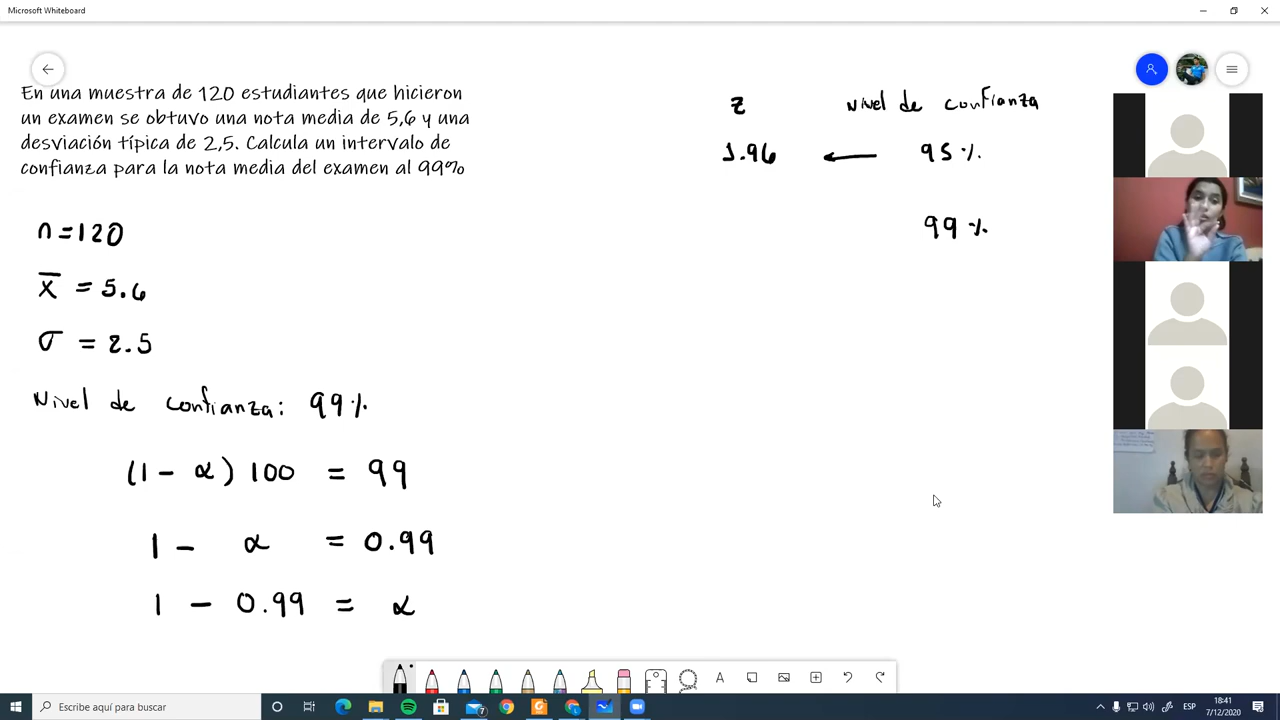 Microsoft Whiteboard
En una muestra de 120 estudiantes que hicieron
un examen se obtuvo una nota media de 5,6 y una
desviación típica de 2,5. Calcula un intervalo de
confianza para la nota media del examen al 99%
n=120
x̅ = 5.6
σ = 2.5
Nivel de confianza: 99%
(1- α) 100 = 99
1 - α = 0.99
1 - 0.99 = α
z Nivel de confianza
1.96 ← 95%
99%
Escribe aquí para buscar
ESP
18:41
7/12/2020